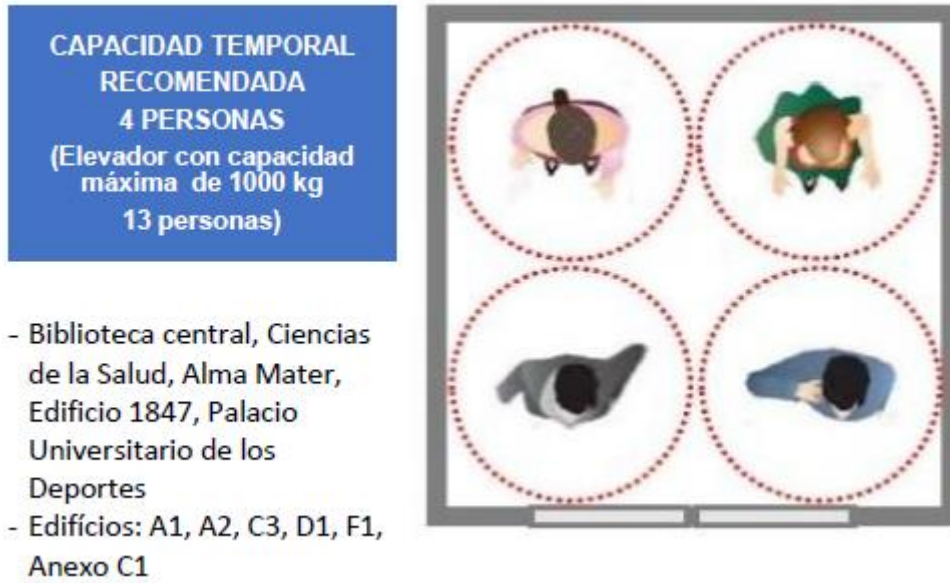 CAPACIDAD TEMPORAL
RECOMENDADA
4 PERSONAS
(Elevador con capacidad
máxima de 1000 kg
13 personas)
- Biblioteca central, Ciencias
de la Salud, Alma Mater,
Edificio 1847, Palacio
Universitario de los
Deportes
- Edifícios: A1, A2, C3, D1, F1,
Anexo C1